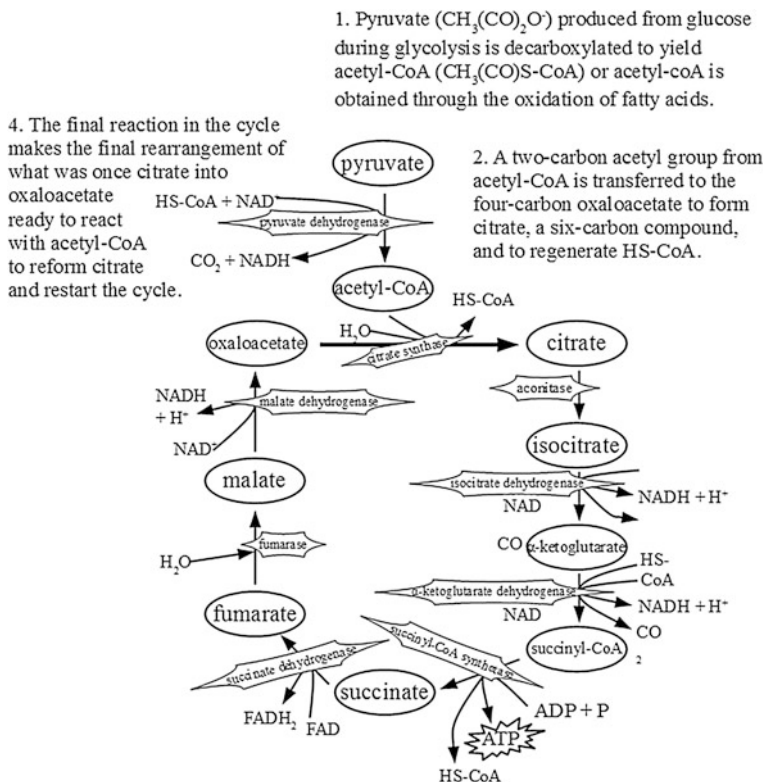 1. Pyruvate (CH₃(CO)₂O⁻) produced from glucose
during glycolysis is decarboxylated to yield
acetyl-CoA (CH₃(CO)S-CoA) or acetyl-coA is
obtained through the oxidation of fatty acids.
4. The final reaction in the cycle
makes the final rearrangement of
what was once citrate into
oxaloacetate
ready to react
with acetyl-CoA
to reform citrate
and restart the cycle.
2. A two-carbon acetyl group from
acetyl-CoA is transferred to the
four-carbon oxaloacetate to form
citrate, a six-carbon compound,
and to regenerate HS-CoA.
pyruvate
HS-CoA + NAD⁺
pyruvate dehydrogenase
CO₂ + NADH
acetyl-CoA
HS-CoA
H₂O
citrate synthase
oxaloacetate
citrate
aconitase
isocitrate
isocitrate dehydrogenase
NAD
NADH + H⁺
CO
α-ketoglutarate
HS-
CoA
α-ketoglutarate dehydrogenase
NAD
NADH + H⁺
CO
succinyl-CoA
2
succinyl-CoA synthetase
ADP + P
ATP
HS-CoA
succinate
succinate dehydrogenase
FADH₂
FAD
fumarate
fumarase
H₂O
malate
malate dehydrogenase
NADH
+ H⁺
NAD⁺